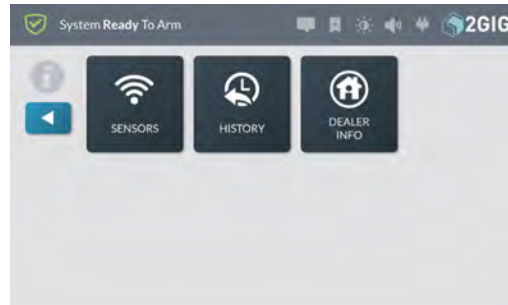 System Ready To Arm
2GIG
SENSORS
HISTORY
DEALER
INFO